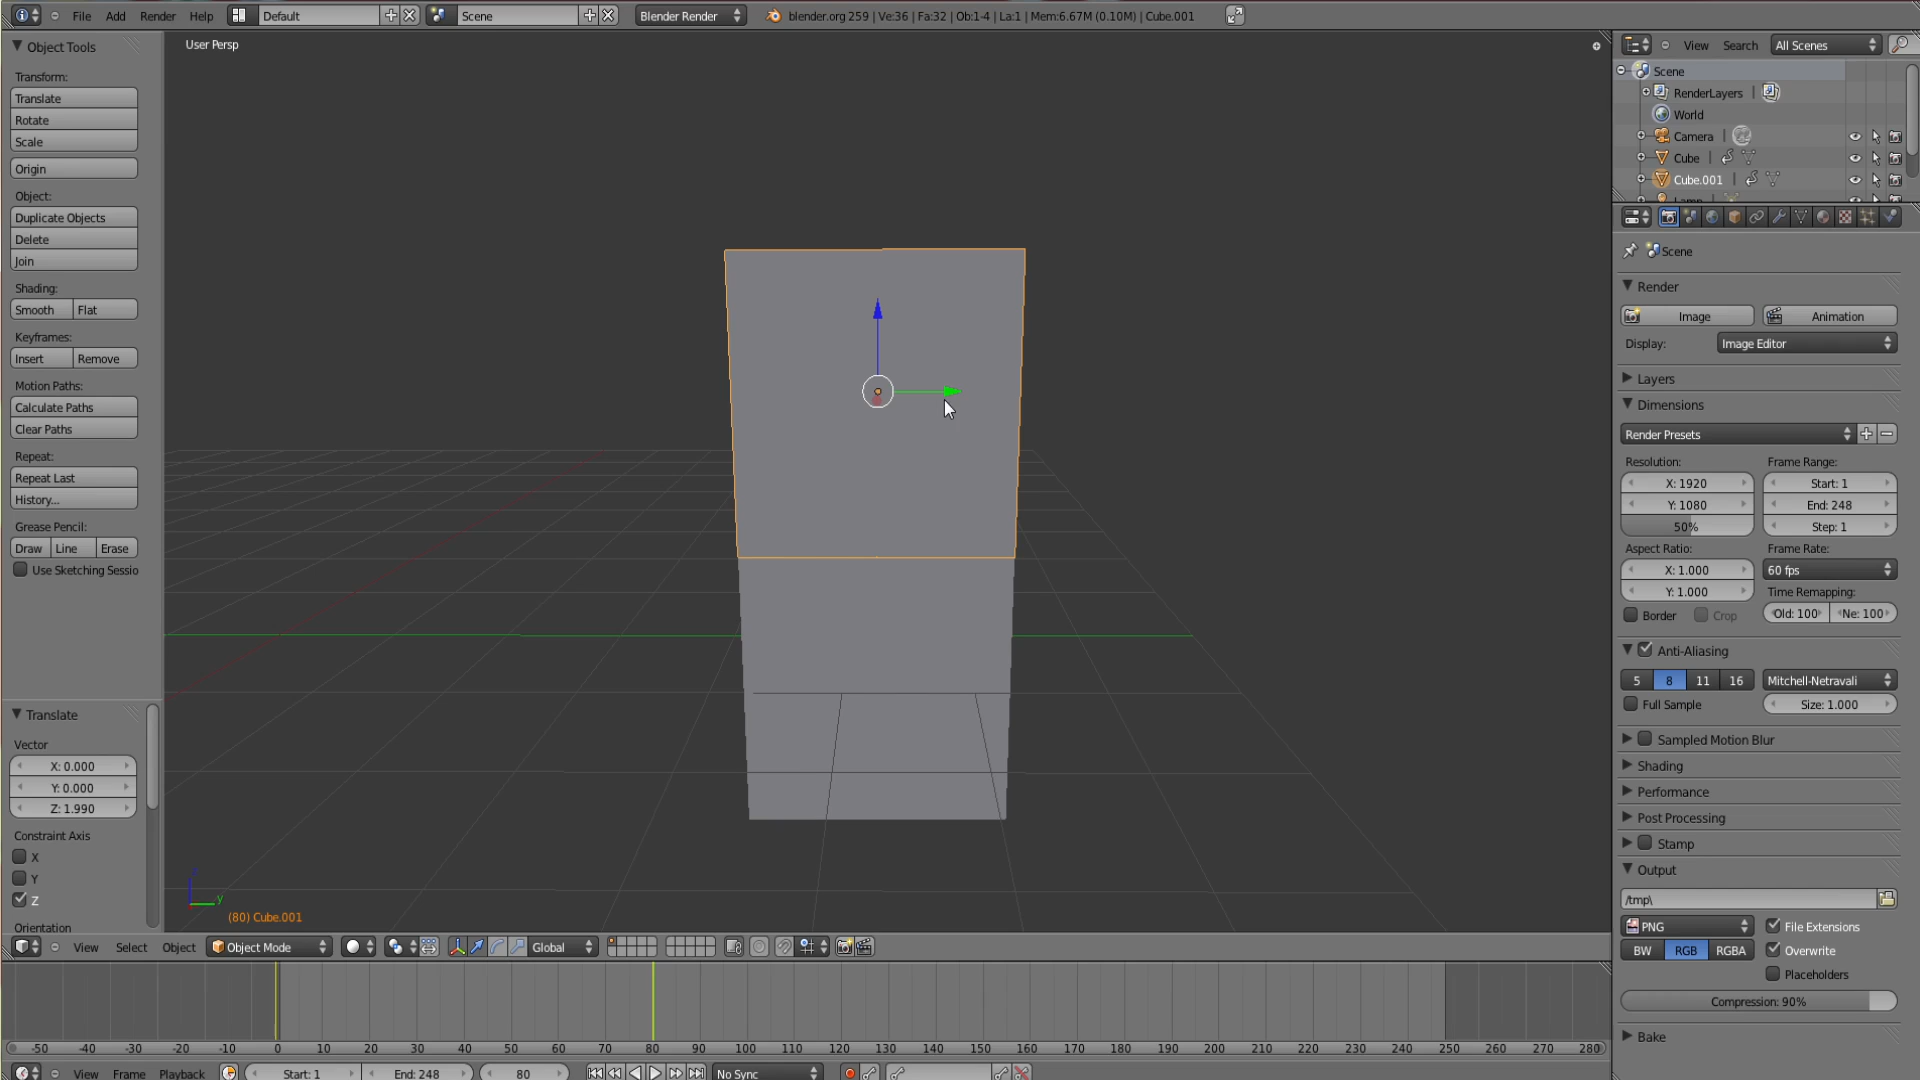 File Add Render Help Default Scene Blender Render blender.org 259 | Ve:36 | Fa:32 | Ob:1-4 | La:1 | Mem:6.67M (0.10M) | Cube.001
Object Tools
Transform:
Translate
Rotate
Scale
Origin
Object:
Duplicate Objects
Delete
Join
Shading:
Smooth Flat
Keyframes:
Insert Remove
Motion Paths:
Calculate Paths
Clear Paths
Repeat:
Repeat Last
History...
Grease Pencil:
Draw Line Erase
Use Sketching Sessio
Translate
Vector
X: 0.000
Y: 0.000
Z: 1.990
Constraint Axis
X
Y
Z
Orientation
User Persp
y
(80) Cube.001
View Select Object Object Mode Global
-50 -40 -30 -20 -10 0 10 20 30 40 50 60 70 80 90 100 110 120 130 140 150 160 170 180 190 200 210 220 230 240 250 260 270 280
View Frame Playback Start: 1 End: 248 80 No Sync
View Search All Scenes
Scene
RenderLayers |
World
Camera |
Cube |
Cube.001 |
Lamp
Scene
Render
Image Animation
Display: Image Editor
Layers
Dimensions
Render Presets
Resolution: Frame Range:
X: 1920 Start: 1
Y: 1080 End: 248
50% Step: 1
Aspect Ratio: Frame Rate:
X: 1.000 60 fps
Y: 1.000 Time Remapping:
Border Crop Old: 100 Ne: 100
Anti-Aliasing
5 8 11 16 Mitchell-Netravali
Full Sample Size: 1.000
Sampled Motion Blur
Shading
Performance
Post Processing
Stamp
Output
/tmp\
PNG File Extensions
BW RGB RGBA Overwrite
Placeholders
Compression: 90%
Bake